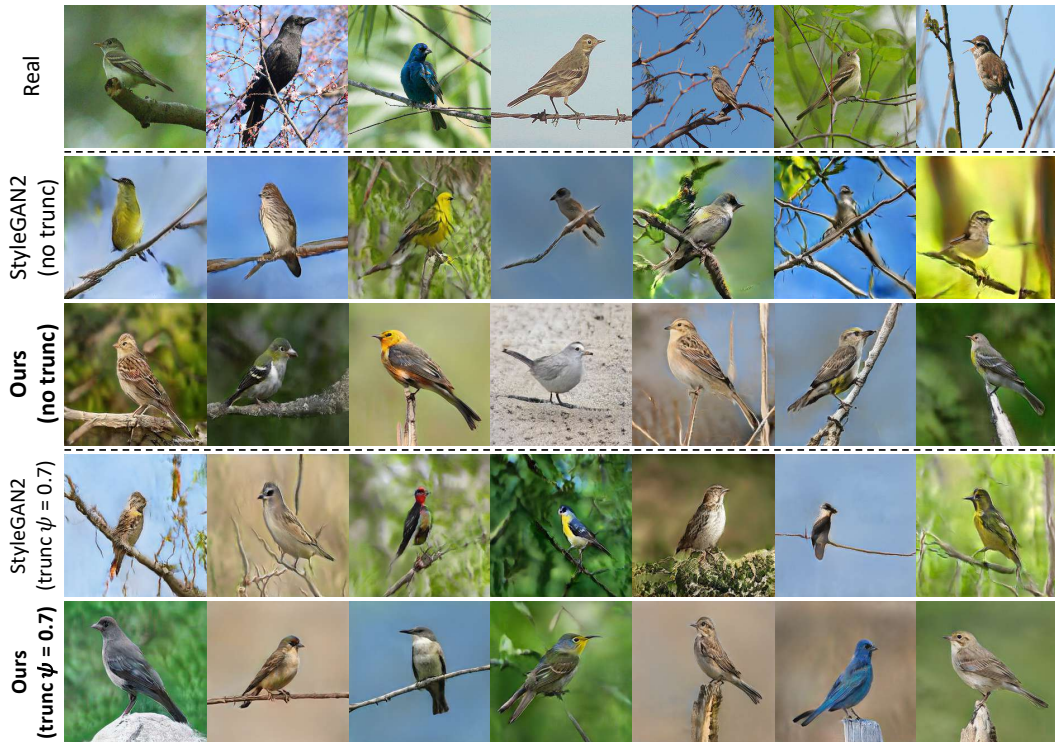 Real
StyleGAN2
(no trunc)
Ours
(no trunc)
StyleGAN2
(trunc 𝜓 = 0.7)
Ours
(trunc 𝜓 = 0.7)